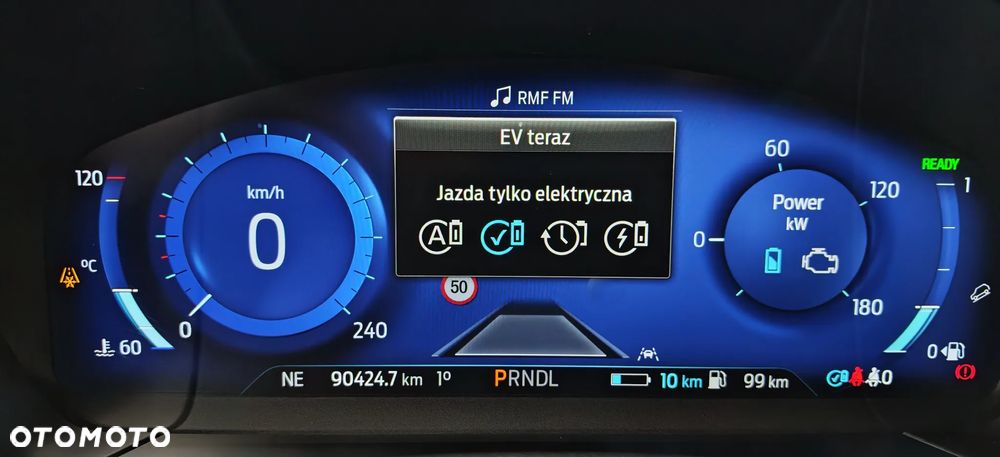 RMF FM
EV teraz
Jazda tylko elektryczna
A
120
°C
60
km/h
0
0
240
50
60
READY
1
120
Power
kW
0
180
0
NE 90424.7 km 1° PRNDL 10 km 99 km 0
OTOMOTO